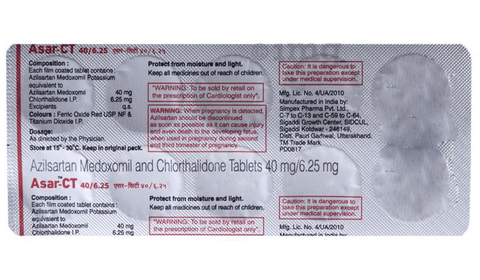 Asar-CT 40/6.25 एसार-सिटी ४०/६.२५
Composition :
Each film coated tablet contains:
Azilsartan Medoxomil Potassium
equivalent to
Azilsartan Medoxomil 40 mg
Chlorthalidone I.P. 6.25 mg
Excipients q.s.
Colours : Ferric Oxide Red USP, NF &
Titanium Dioxide I.P.
Dosage:
As directed by the Physician.
Store at 15° - 30°C. Keep in original pack.
Protect from moisture and light.
Keep all medicines out of reach of children.
"WARNING: To be sold by retail on
the prescription of Cardiologist only".
WARNING: When pregnancy is detected,
Azilsartan should be discontinued
as soon as possible as it can cause injury
and even death to the developing fetus,
when used in pregnancy during second
and third trimester of pregnancy.
Caution: It is dangerous to
take this preparation except
under medical supervision.
Mfg. Lic. No. 4/UA/2010
Manufactured in India by:
Simpex Pharma Pvt. Ltd.
C-7 to C-13 and C-59 to C-64,
Sigaddi Growth Center, SIDCUL,
Sigaddi Kotdwar - 246149,
Distt. Pauri Garhwal, Uttarakhand.
TM Trade Mark
PD0817
Azilsartan Medoxomil and Chlorthalidone Tablets 40 mg/6.25 mg
Asar-CT™ 40/6.25 एसार-सिटी ४०/६.२५
Composition :
Each film coated tablet contains:
Azilsartan Medoxomil Potassium
equivalent to
Azilsartan Medoxomil 40 mg
Chlorthalidone I.P. 6.25 mg
Protect from moisture and light.
Keep all medicines out of reach of children.
"WARNING: To be sold by retail on
the prescription of Cardiologist only".
Caution: It is dangerous to
take this preparation except
under medical supervision.
Mfg. Lic. No. 4/UA/2010
Manufactured in India by